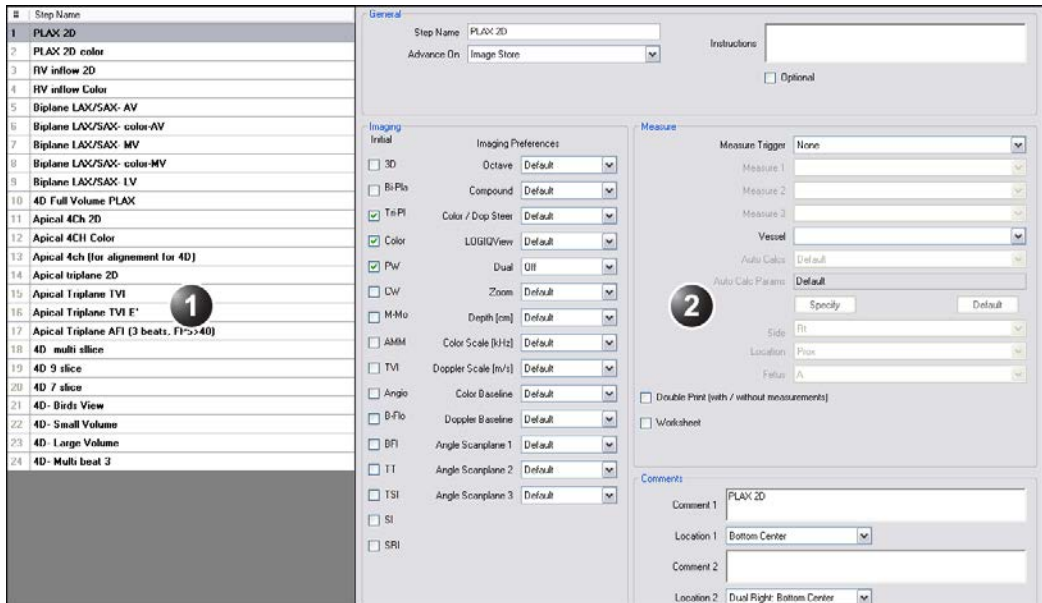 # Step Name
1 PLAX 2D
2 PLAX 2D color
3 RV inflow 2D
4 RV inflow Color
5 Biplane LAX/SAX- AV
6 Biplane LAX/SAX- color-AV
7 Biplane LAX/SAX- MV
8 Biplane LAX/SAX- color-MV
9 Biplane LAX/SAX- LV
10 4D Full Volume PLAX
11 Apical 4Ch 2D
12 Apical 4CH Color
13 Apical 4ch (for alignement for 4D)
14 Apical triplane 2D
15 Apical Triplane TVI
16 Apical Triplane TVI E'
17 Apical Triplane AFI (3 beats, FPS>40)
18 4D multi sllice
19 4D 9 slice
20 4D 7 slice
21 4D- Birds View
22 4D- Small Volume
23 4D- Large Volume
24 4D- Multi beat 3
1
General
Step Name PLAX 2D
Advance On Image Store
Instructions
Optional
Imaging
Initial Imaging Preferences
3D Octave Default
Bi-Pla Compound Default
Tri-Pl Color / Dop Steer Default
Color LOGIQView Default
PW Dual Off
CW Zoom Default
M-Mo Depth [cm] Default
AMM Color Scale [kHz] Default
TVI Doppler Scale [m/s] Default
Angio Color Baseline Default
B-Flo Doppler Baseline Default
BFI Angle Scanplane 1 Default
TT Angle Scanplane 2 Default
TSI Angle Scanplane 3 Default
SI
SRI
Measure
Measure Trigger None
Measure 1
Measure 2
Measure 3
Vessel
Auto Calcs Default
Auto Calc Params Default
Specify Default
2
Side Rt
Location Prox
Fetus A
Double Print (with / without measurements)
Worksheet
Comments
Comment 1 PLAX 2D
Location 1 Bottom Center
Comment 2
Location 2 Dual Right: Bottom Center